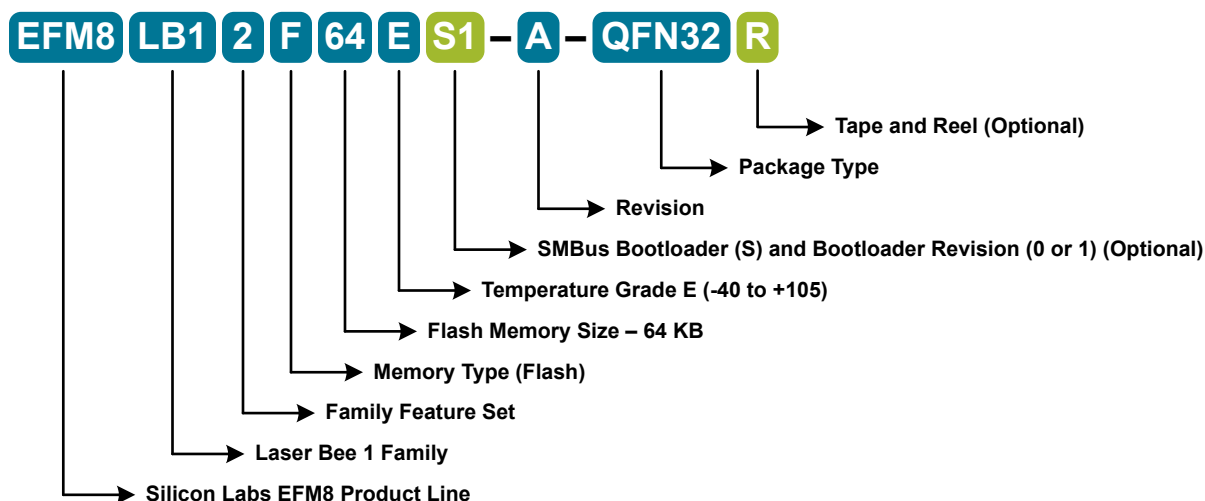 EFM8 LB1 2 F 64 E S1 – A – QFN32 R
Tape and Reel (Optional)
Package Type
Revision
SMBus Bootloader (S) and Bootloader Revision (0 or 1) (Optional)
Temperature Grade E (-40 to +105)
Flash Memory Size – 64 KB
Memory Type (Flash)
Family Feature Set
Laser Bee 1 Family
Silicon Labs EFM8 Product Line